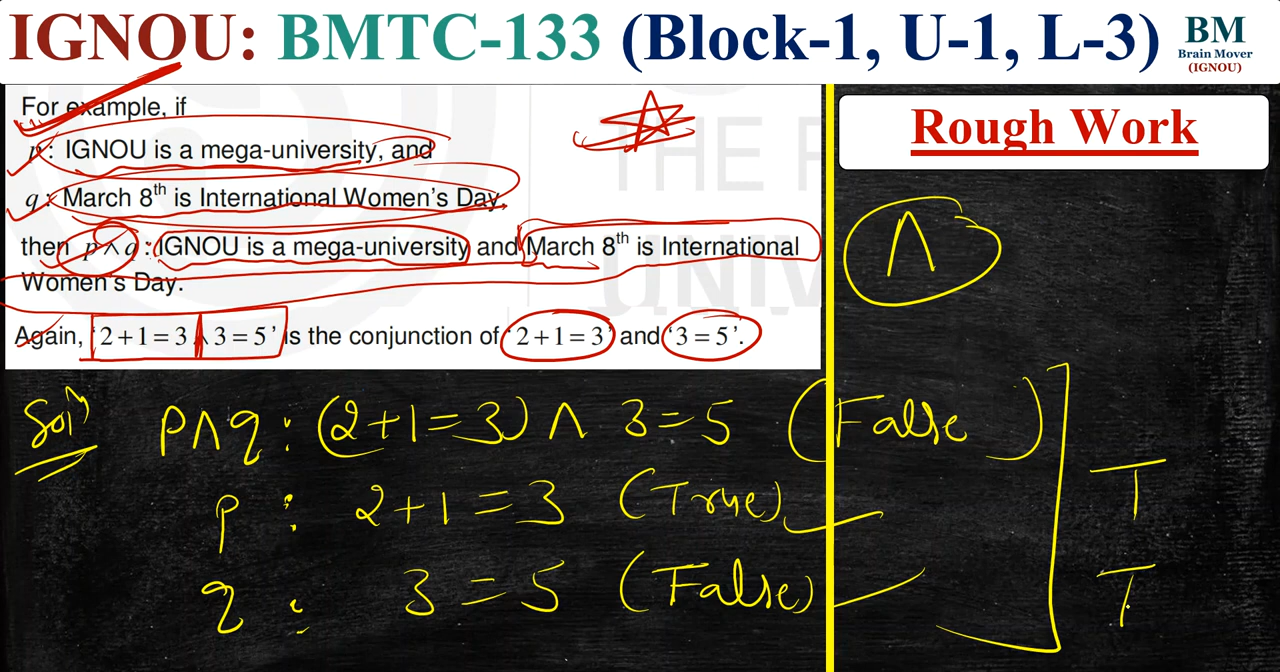 IGNOU: BMTC-133 (Block-1, U-1, L-3)
BM
Brain Mover
(IGNOU)
For example, if
p: IGNOU is a mega-university, and
q: March 8th is International Women's Day,
then p ∧ q : IGNOU is a mega-university and March 8th is International
Women's Day.
Again, '2+1=3 ∧ 3=5' is the conjunction of '2+1=3' and '3=5'.
THE P
UNIV
Rough Work
∧
Soln
p∧q : (2+1=3) ∧ 3=5 (False)
p : 2+1=3 (True)
q : 3=5 (False)
T
T